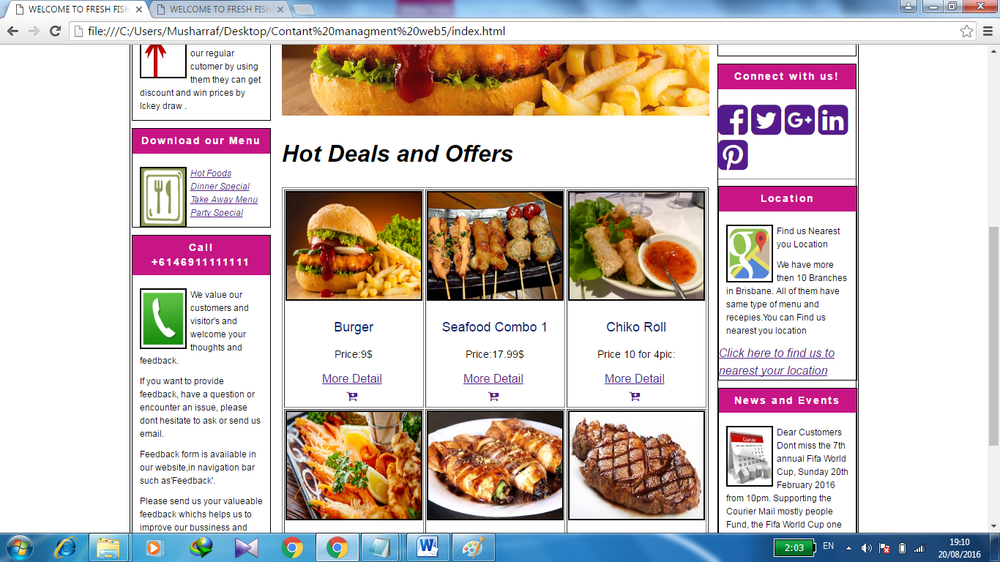 WELCOME TO FRESH FISH
WELCOME TO FRESH FISH
file:///C:/Users/Musharraf/Desktop/Contant%20managment%20web5/index.html
our regular
cutomer by using
them they can get
discount and win prices by
lckey draw .
Download our Menu
Hot Foods
Dinner Special
Take Away Menu
Party Special
Call
+6146911111111
We value our
customers and
visitor's and
welcome your
thoughts and
feedback.
If you want to provide
feedback, have a question or
encounter an issue, please
dont hesitate to ask or send us
email.
Feedback form is available in
our website,in navigation bar
such as'Feedback'.
Please send us your valueable
feedback whichs helps us to
improve our bussiness and
Hot Deals and Offers
Burger
Price:9$
More Detail
Seafood Combo 1
Price:17.99$
More Detail
Chiko Roll
Price 10 for 4pic:
More Detail
Connect with us!
Location
Find us Nearest
you Location
We have more
then 10 Branches
in Brisbane. All of them have
same type of menu and
recepies.You can Find us
nearest you location
Click here to find us to
nearest your location
News and Events
Calendar
Dear Customers
Dont miss the 7th
annual Fifa World
Cup, Sunday 20th
February 2016
from 10pm. Supporting the
Courier Mail mostly people
Fund, the Fifa World Cup one
2:03
EN
19:10
20/08/2016